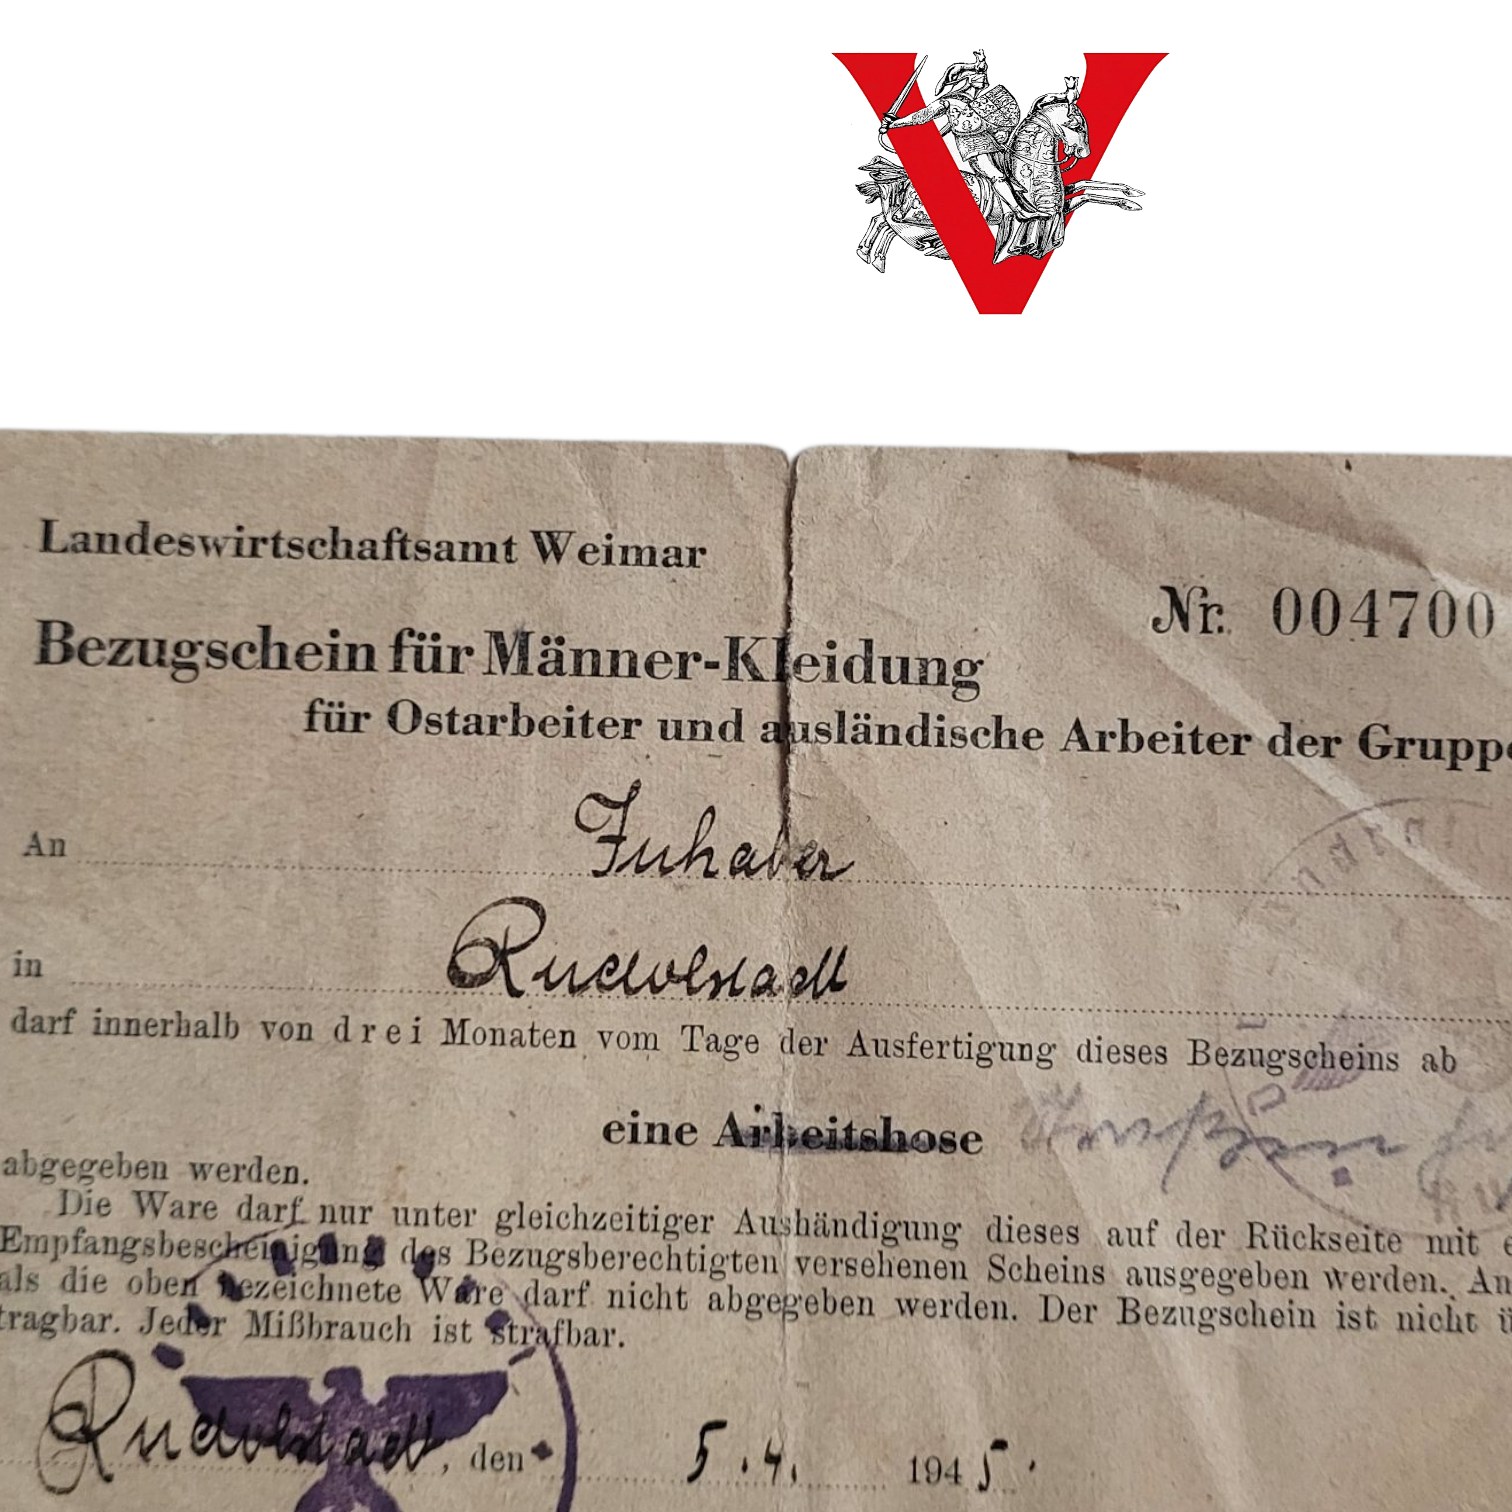 V
Landeswirtschaftsamt Weimar
Nr. 004700
Bezugschein für Männer-Kleidung
für Ostarbeiter und ausländische Arbeiter der Gruppe
An Inhaber
in Rudolstadt
darf innerhalb von drei Monaten vom Tage der Ausfertigung dieses Bezugscheins ab
eine Arbeitshose
abgegeben werden.
Die Ware darf nur unter gleichzeitiger Aushändigung dieses auf der Rückseite mit e
Empfangsbescheinigung des Bezugsberechtigten versehenen Scheins ausgegeben werden. An
als die oben bezeichnete Ware darf nicht abgegeben werden. Der Bezugschein ist nicht ü
tragbar. Jeder Mißbrauch ist strafbar.
Rudolstadt, den 5.4. 1945.